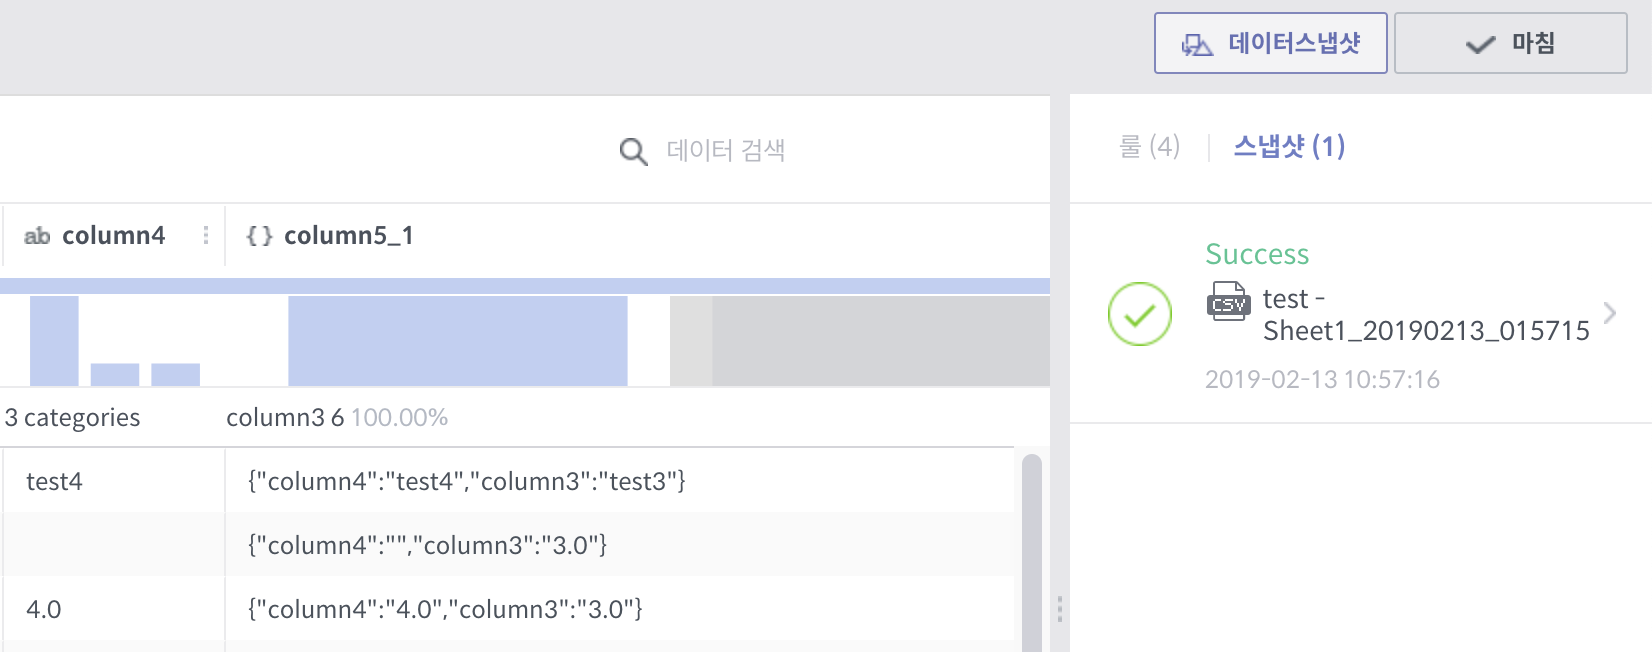 데이터스냅샷
마침
데이터 검색
룰 (4)
스냅샷 (1)
ab column4
{ } column5_1
3 categories
column3 6 100.00%
test4
{"column4":"test4","column3":"test3"}
{"column4":"","column3":"3.0"}
4.0
{"column4":"4.0","column3":"3.0"}
Success
CSV
test -
Sheet1_20190213_015715
2019-02-13 10:57:16